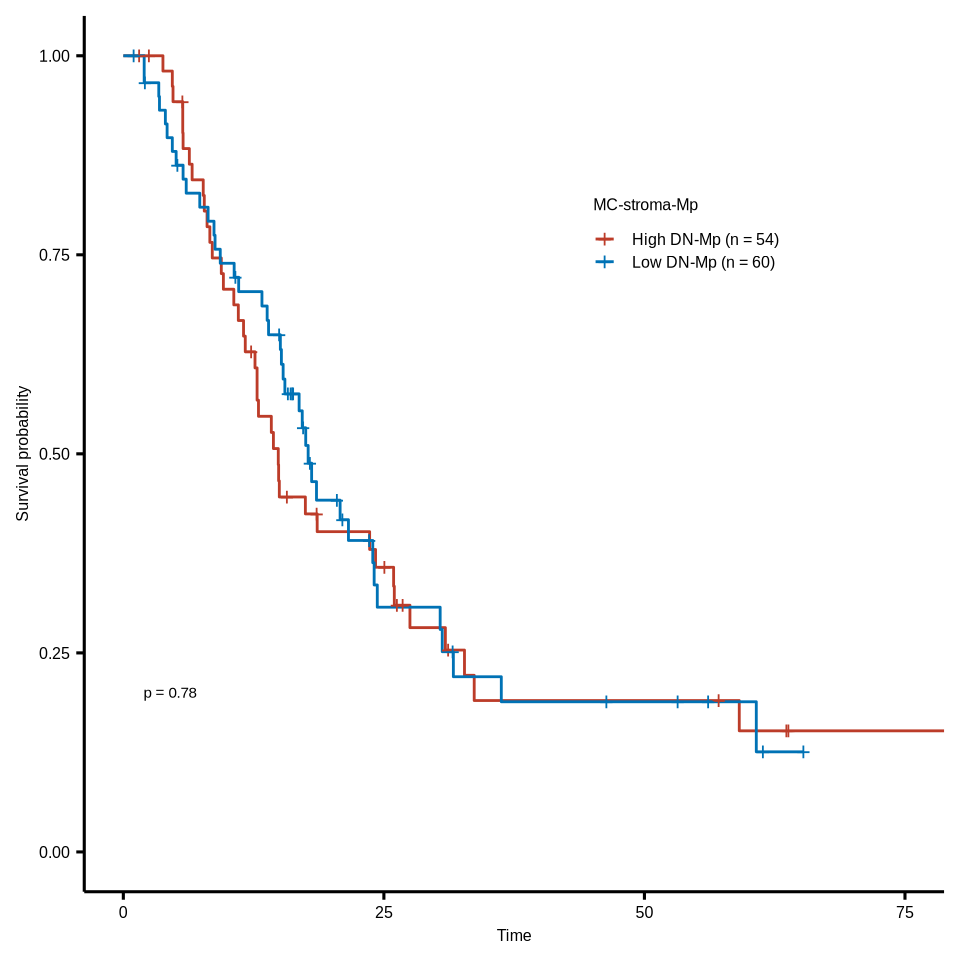 1.00
0.75
0.50
0.25
0.00
Survival probability
MC-stroma-Mp
High DN-Mp (n = 54)
Low DN-Mp (n = 60)
p = 0.78
0
25
50
75
Time